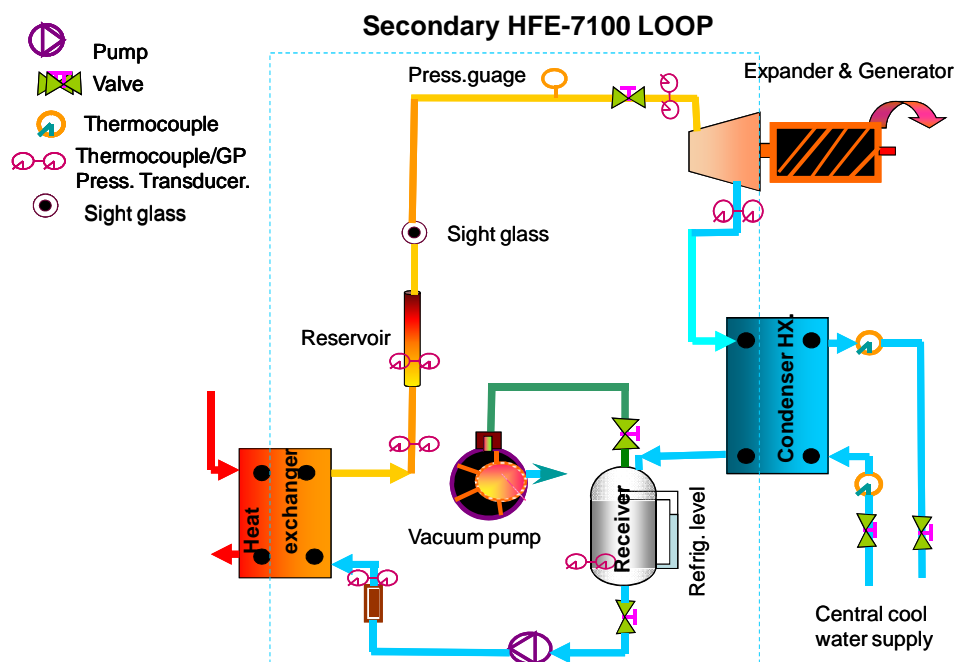 Secondary HFE-7100 LOOP
Pump
Valve
Thermocouple
Thermocouple/GP
Press. Transducer.
Sight glass
Press.guage
Expander & Generator
Sight glass
Reservoir
Heat
exchanger
Vacuum pump
Receiver
Refrig. level
Condenser HX.
Central cool
water supply